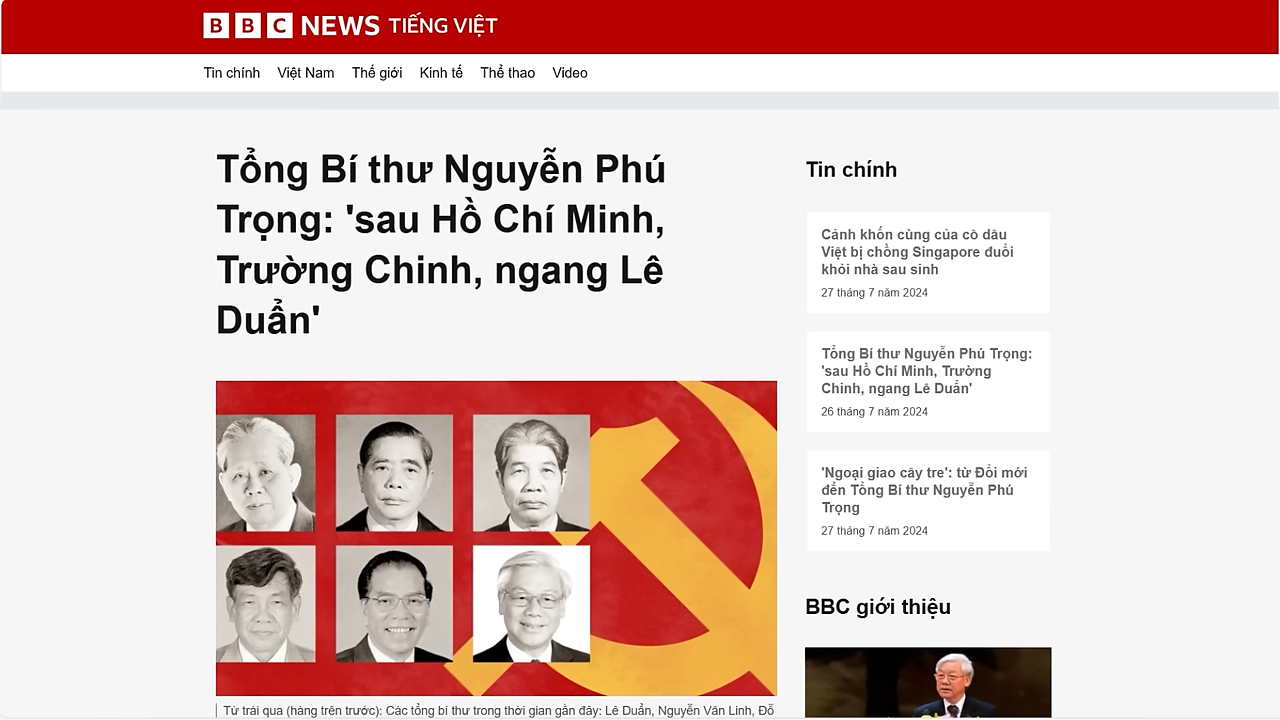 BBC NEWS TIẾNG VIỆT
Tin chính Việt Nam Thế giới Kinh tế Thể thao Video
Tổng Bí thư Nguyễn Phú
Trọng: 'sau Hồ Chí Minh,
Trường Chinh, ngang Lê
Duẩn'
Từ trái qua (hàng trên trước): Các tổng bí thư trong thời gian gần đây: Lê Duẩn, Nguyễn Văn Linh, Đỗ
Tin chính
Cảnh khốn cùng của cô dâu
Việt bị chồng Singapore đuổi
khỏi nhà sau sinh
27 tháng 7 năm 2024
Tổng Bí thư Nguyễn Phú Trọng:
'sau Hồ Chí Minh, Trường
Chinh, ngang Lê Duẩn'
26 tháng 7 năm 2024
'Ngoại giao cây tre': từ Đổi mới
đến Tổng Bí thư Nguyễn Phú
Trọng
27 tháng 7 năm 2024
BBC giới thiệu